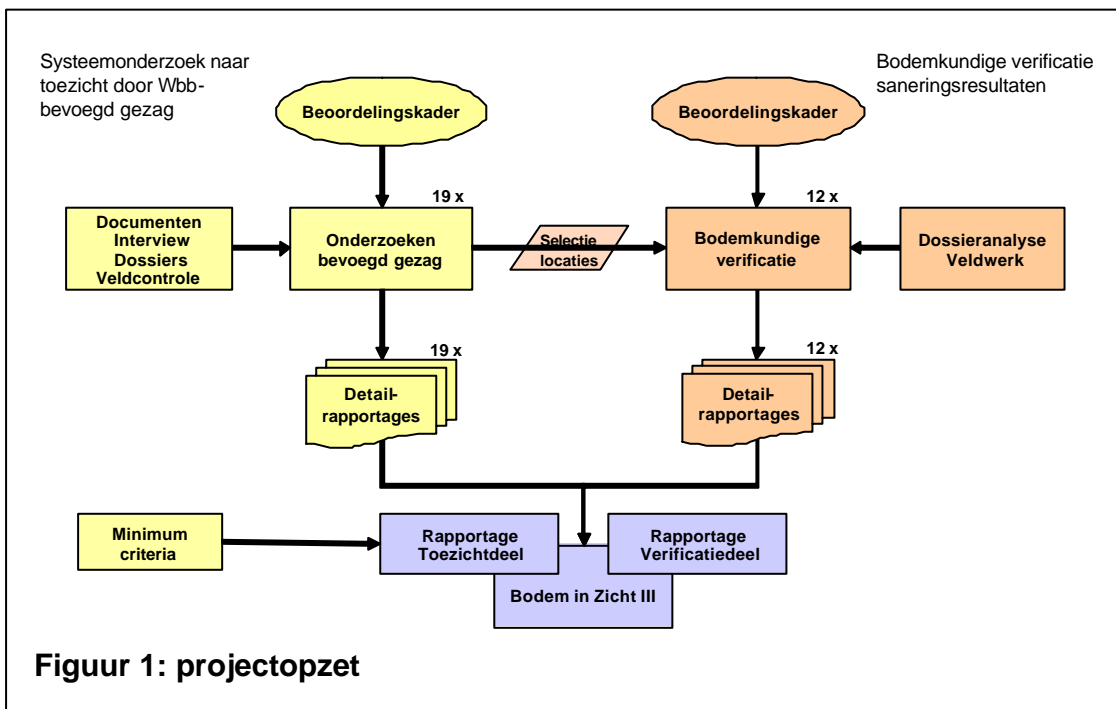 Systeemonderzoek naar
toezicht door Wbb-
bevoegd gezag
Bodemkundige verificatie
saneringsresultaten
Beoordelingskader
Beoordelingskader
19 x
12 x
Documenten
Interview
Dossiers
Veldcontrole
Onderzoeken
bevoegd gezag
Selectie
locaties
Bodemkundige
verificatie
Dossieranalyse
Veldwerk
19 x
12 x
Detail-
rapportages
Detail-
rapportages
Minimum
criteria
Rapportage
Toezichtdeel
Rapportage
Verificatiedeel
Bodem in Zicht III
Figuur 1: projectopzet